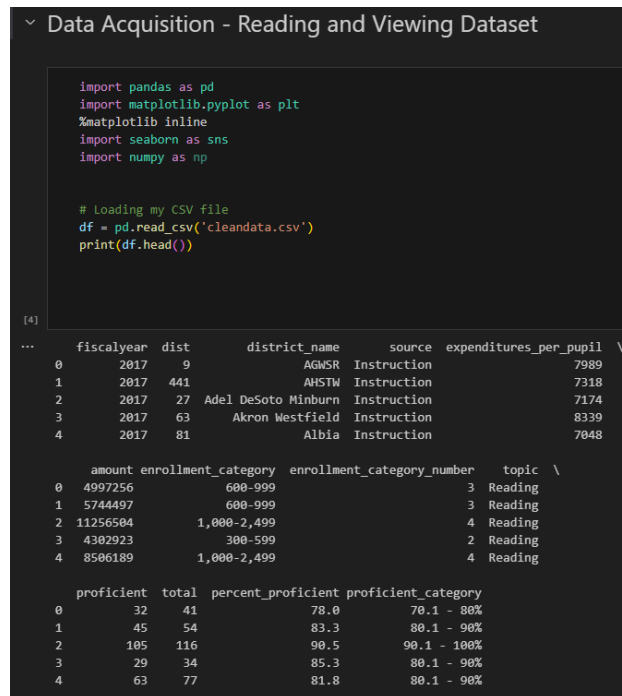 Data Acquisition - Reading and Viewing Dataset
import pandas as pd
import matplotlib.pyplot as plt
%matplotlib inline
import seaborn as sns
import numpy as np
# Loading my CSV file
df = pd.read_csv('cleandata.csv')
print(df.head())
[4]
...
fiscalyear dist district_name source expenditures_per_pupil \
0 2017 9 AGWSR Instruction 7989
1 2017 441 AHSTW Instruction 7318
2 2017 27 Adel DeSoto Minburn Instruction 7174
3 2017 63 Akron Westfield Instruction 8339
4 2017 81 Albia Instruction 7048
amount enrollment_category enrollment_category_number topic \
0 4997256 600-999 3 Reading
1 5744497 600-999 3 Reading
2 11256504 1,000-2,499 4 Reading
3 4302923 300-599 2 Reading
4 8506189 1,000-2,499 4 Reading
proficient total percent_proficient proficient_category
0 32 41 78.0 70.1 - 80%
1 45 54 83.3 80.1 - 90%
2 105 116 90.5 90.1 - 100%
3 29 34 85.3 80.1 - 90%
4 63 77 81.8 80.1 - 90%